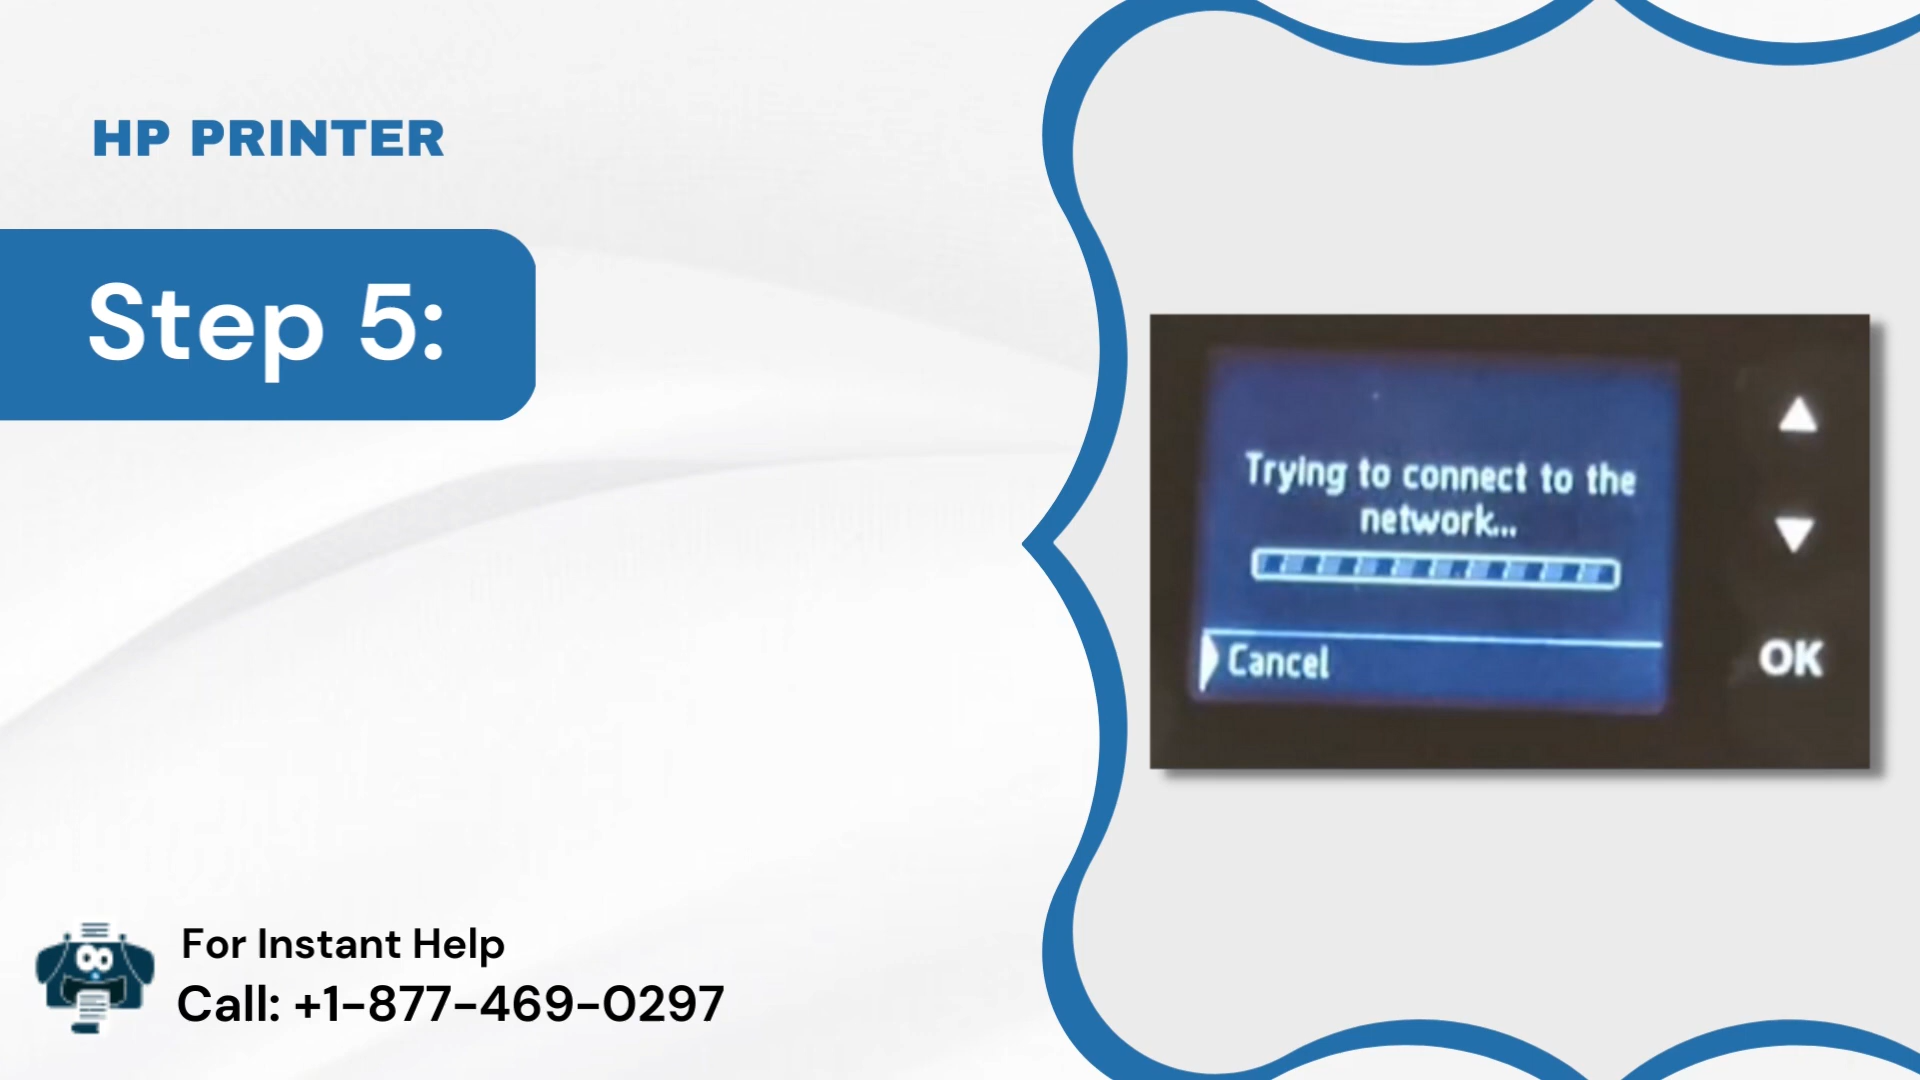 HP PRINTER
Step 5:
Trying to connect to the
network...
Cancel
OK
For Instant Help
Call: +1-877-469-0297